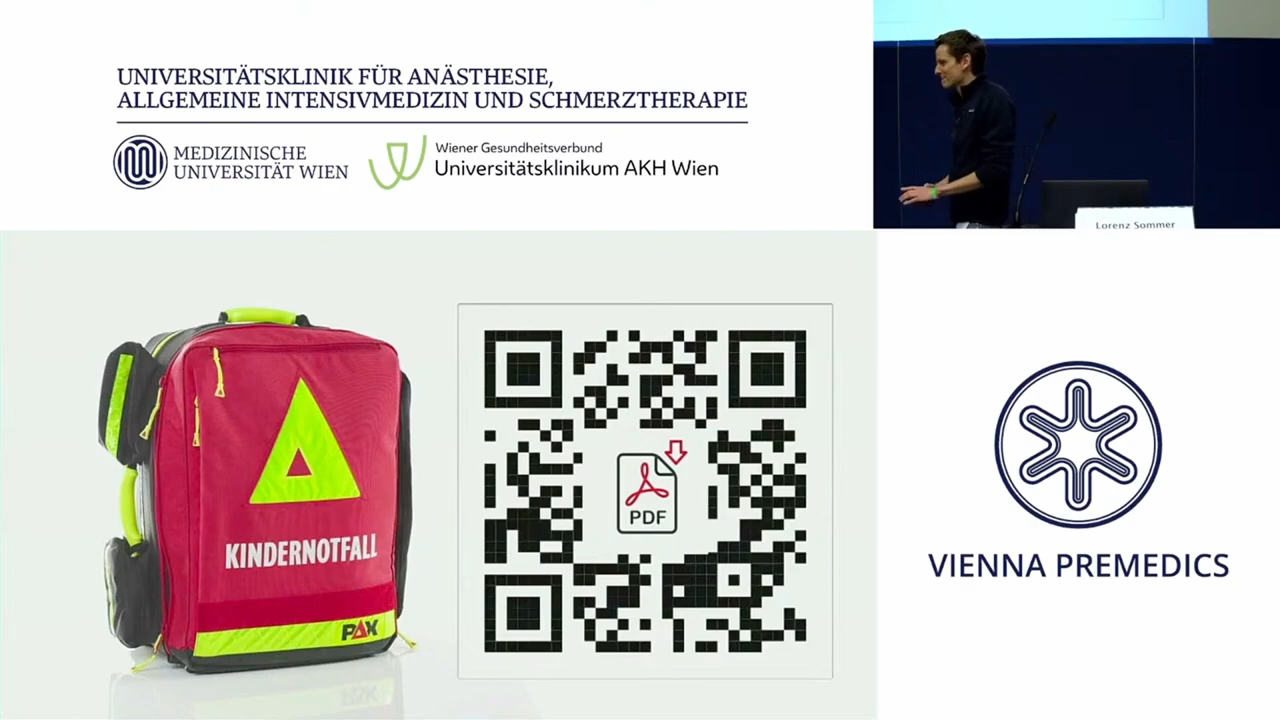 UNIVERSITÄTSKLINIK FÜR ANÄSTHESIE,
ALLGEMEINE INTENSIVMEDIZIN UND SCHMERZTHERAPIE
MEDIZINISCHE
UNIVERSITÄT WIEN
Wiener Gesundheitsverbund
Universitätsklinikum AKH Wien
Lorenz Sommer
KINDERNOTFALL
PAX
PDF
VIENNA PREMEDICS